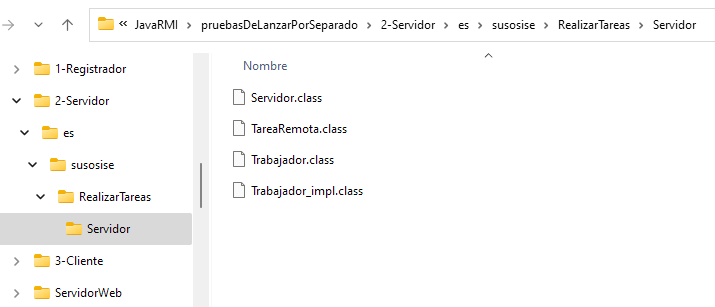 « JavaRMI > pruebasDeLanzarPorSeparado > 2-Servidor > es > susosise > RealizarTareas > Servidor
1-Registrador
2-Servidor
es
susosise
RealizarTareas
Servidor
3-Cliente
ServidorWeb
Nombre
Servidor.class
TareaRemota.class
Trabajador.class
Trabajador_impl.class